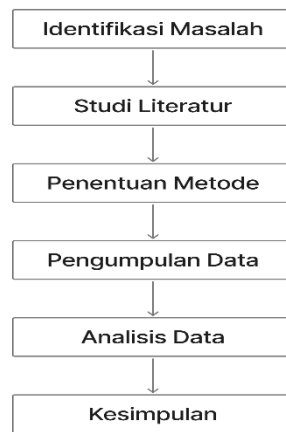 Identifikasi Masalah
Studi Literatur
Penentuan Metode
Pengumpulan Data
Analisis Data
Kesimpulan